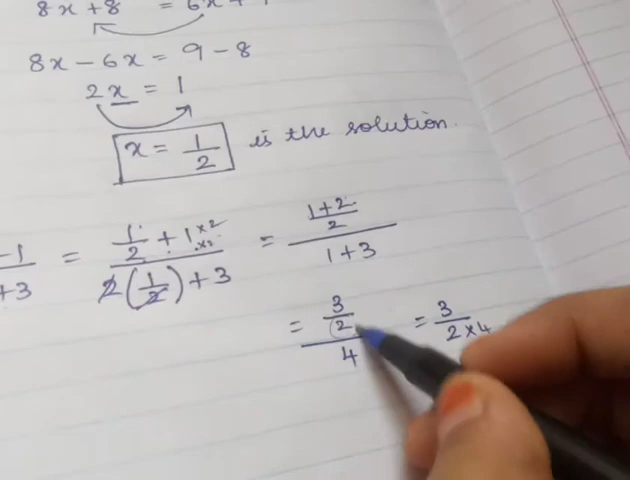 8x + 8 = 6x +
8x - 6x = 9 - 8
2x = 1
x = 1/2 is the solution.
-1/+3 = (1/2 + 1 ×2/×2)/(2(1/2) + 3) = ((1+2)/2)/(1+3)
= (3/2)/4 = 3/(2×4)